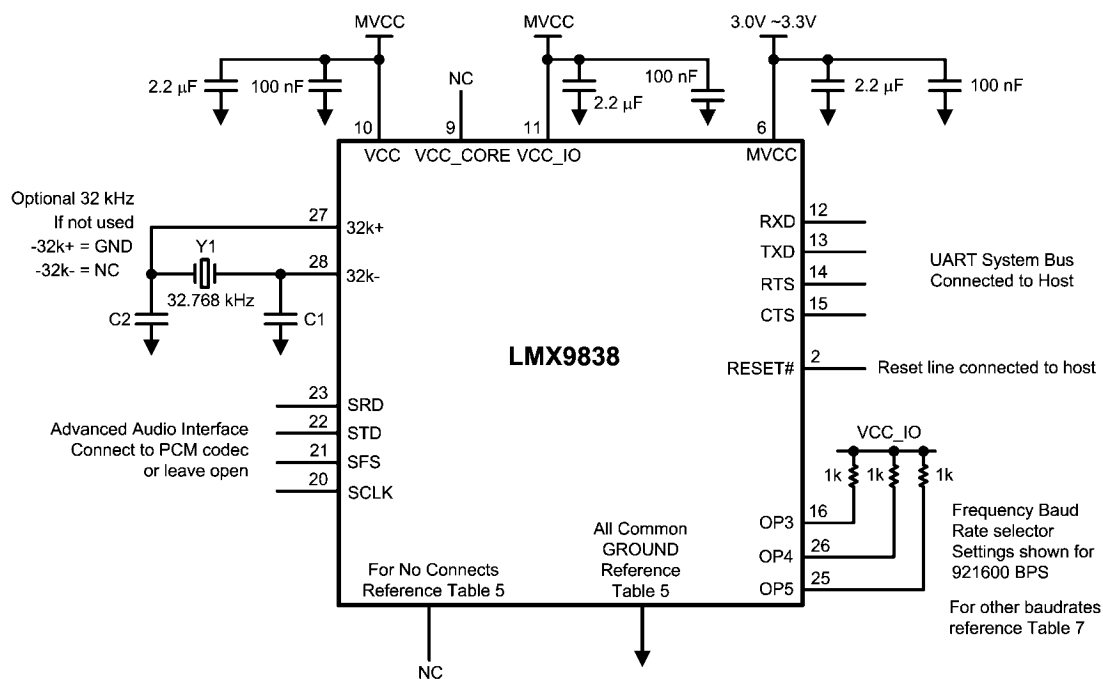 MVCC
MVCC
3.0V ~3.3V
2.2 µF
100 nF
NC
2.2 µF
100 nF
2.2 µF
100 nF
10
9
11
6
VCC
VCC_CORE
VCC_IO
MVCC
Optional 32 kHz
If not used
-32k+ = GND
-32k- = NC
27
32k+
Y1
28
32k-
32.768 kHz
C2
C1
RXD
12
TXD
13
RTS
14
CTS
15
UART System Bus
Connected to Host
LMX9838
RESET#
2
Reset line connected to host
Advanced Audio Interface
Connect to PCM codec
or leave open
23
SRD
22
STD
21
SFS
20
SCLK
VCC_IO
1k
1k
1k
OP3
16
OP4
26
OP5
25
Frequency Baud
Rate selector
Settings shown for
921600 BPS
For other baudrates
reference Table 7
For No Connects
Reference Table 5
All Common
GROUND
Reference
Table 5
NC